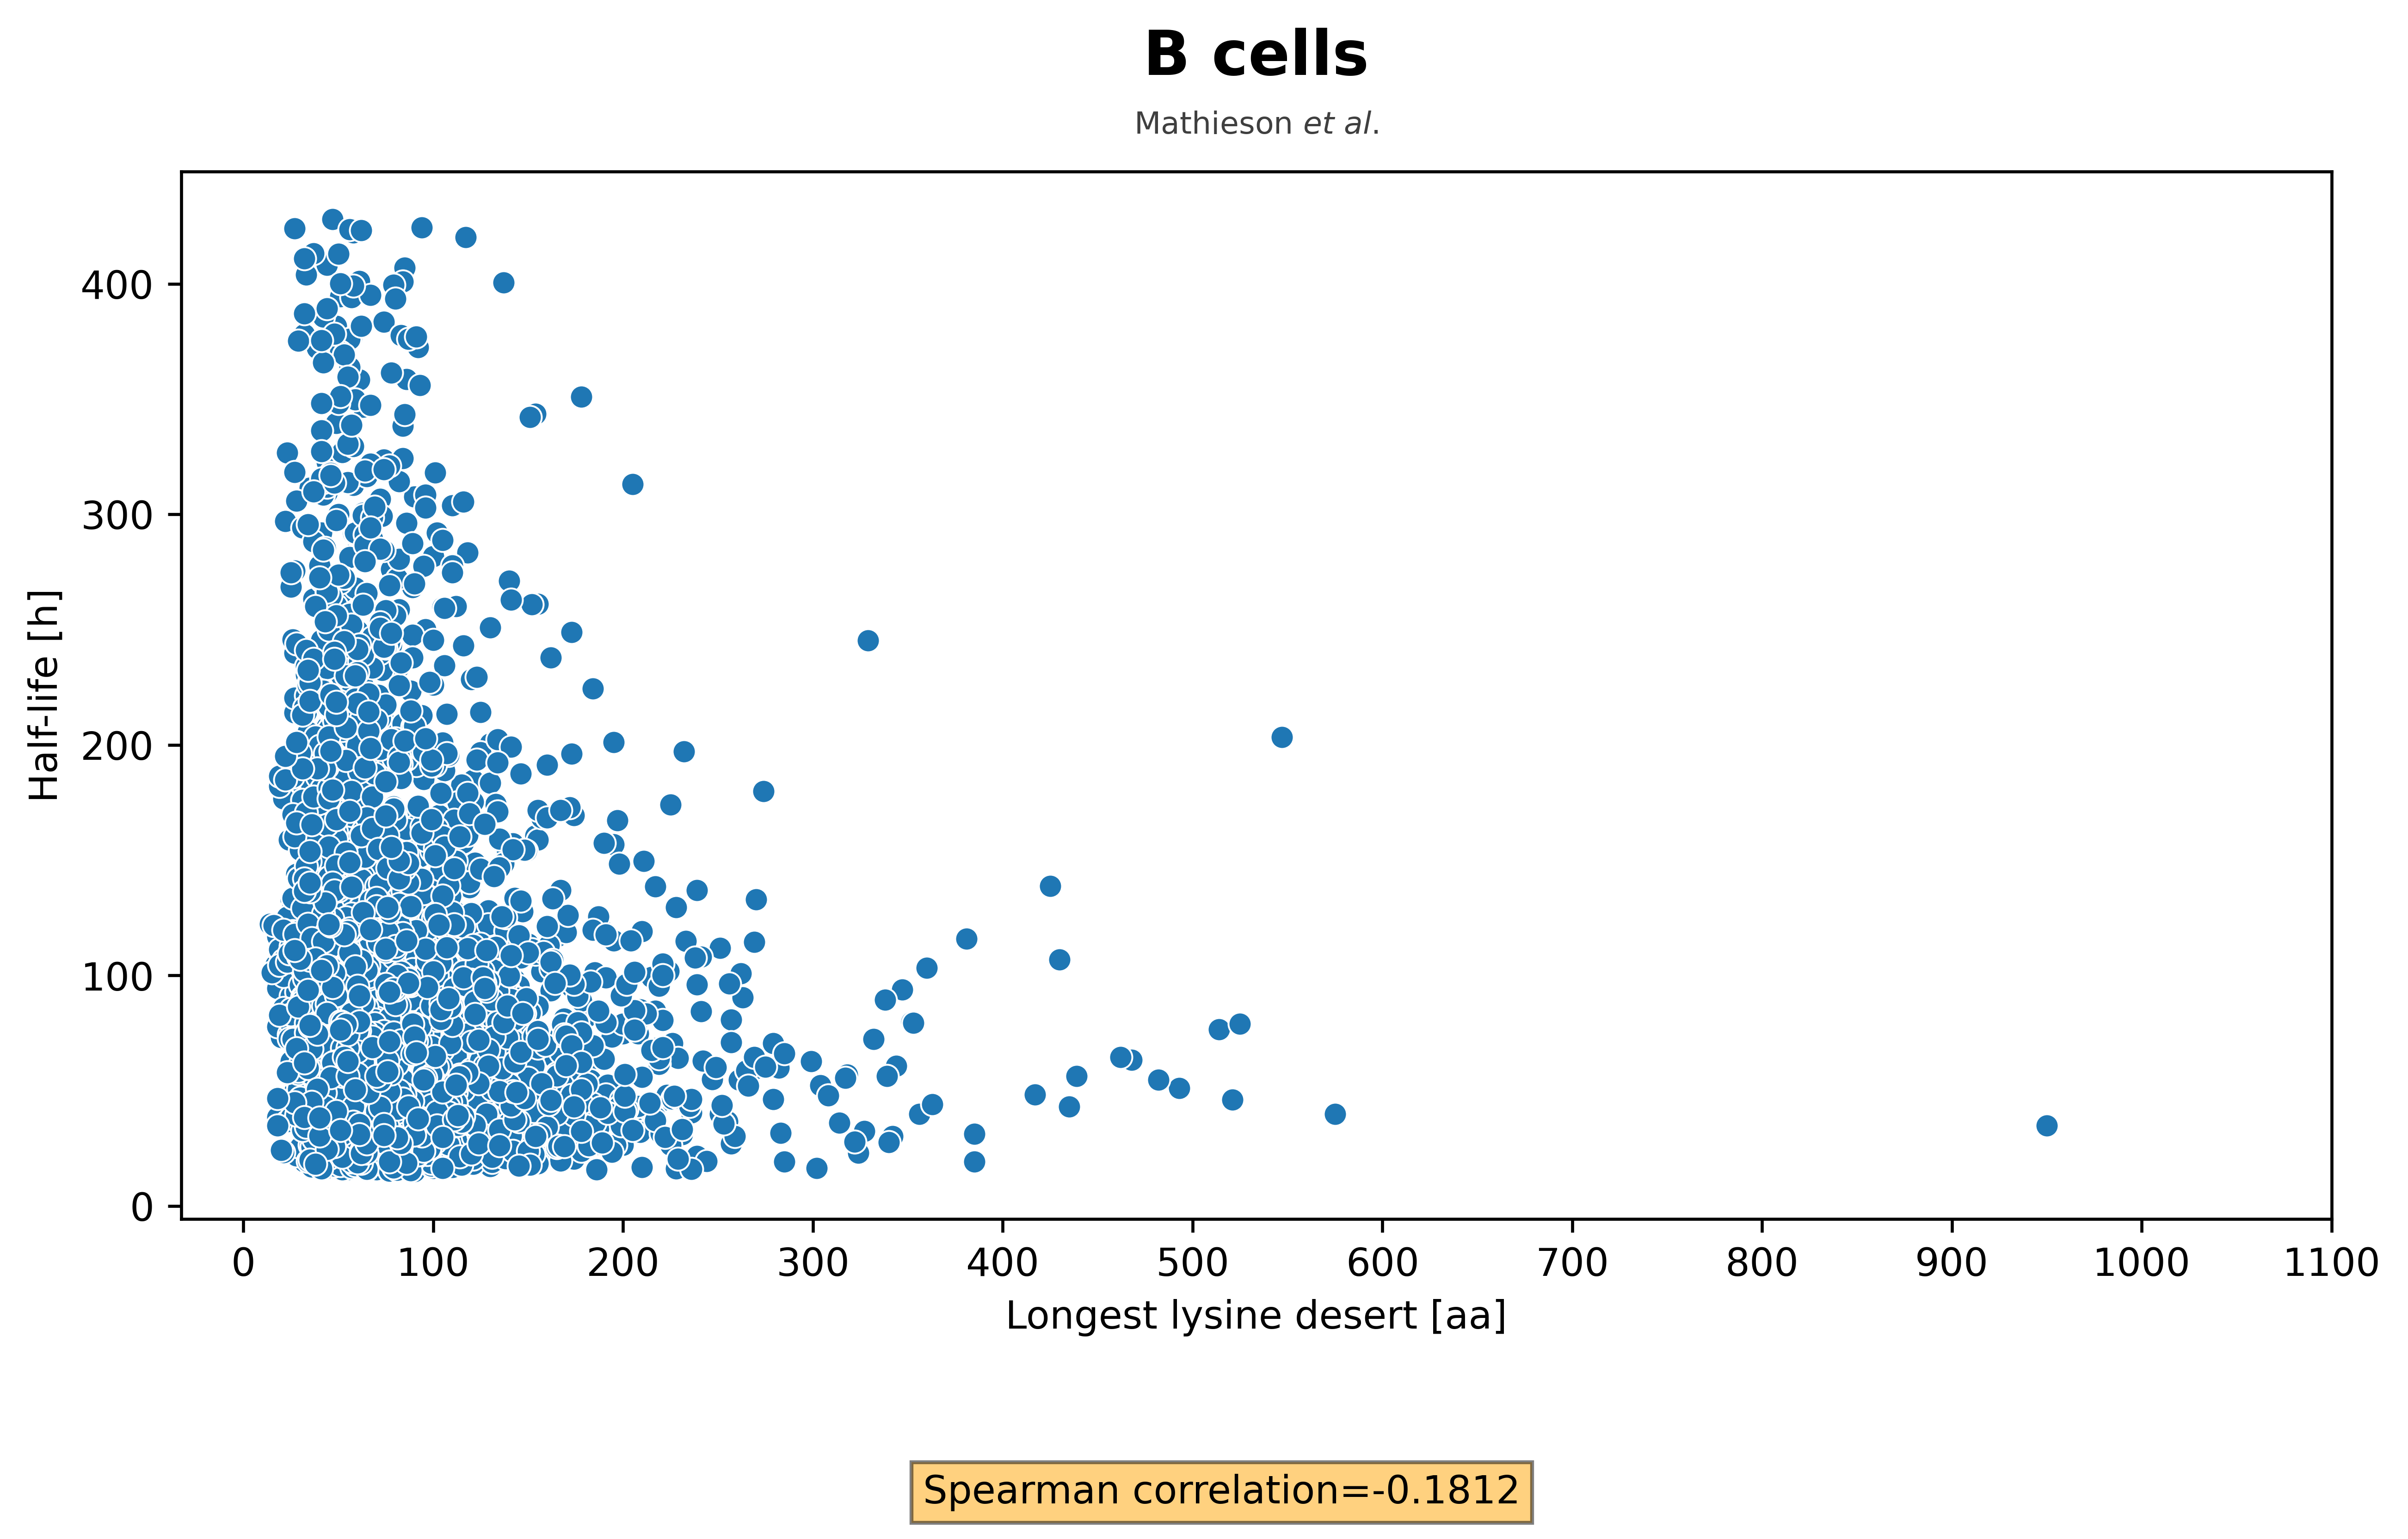 B cells
Mathieson et al.
400
300
200
100
0
Half-life [h]
0 100 200 300 400 500 600 700 800 900 1000 1100
Longest lysine desert [aa]
Spearman correlation=-0.1812